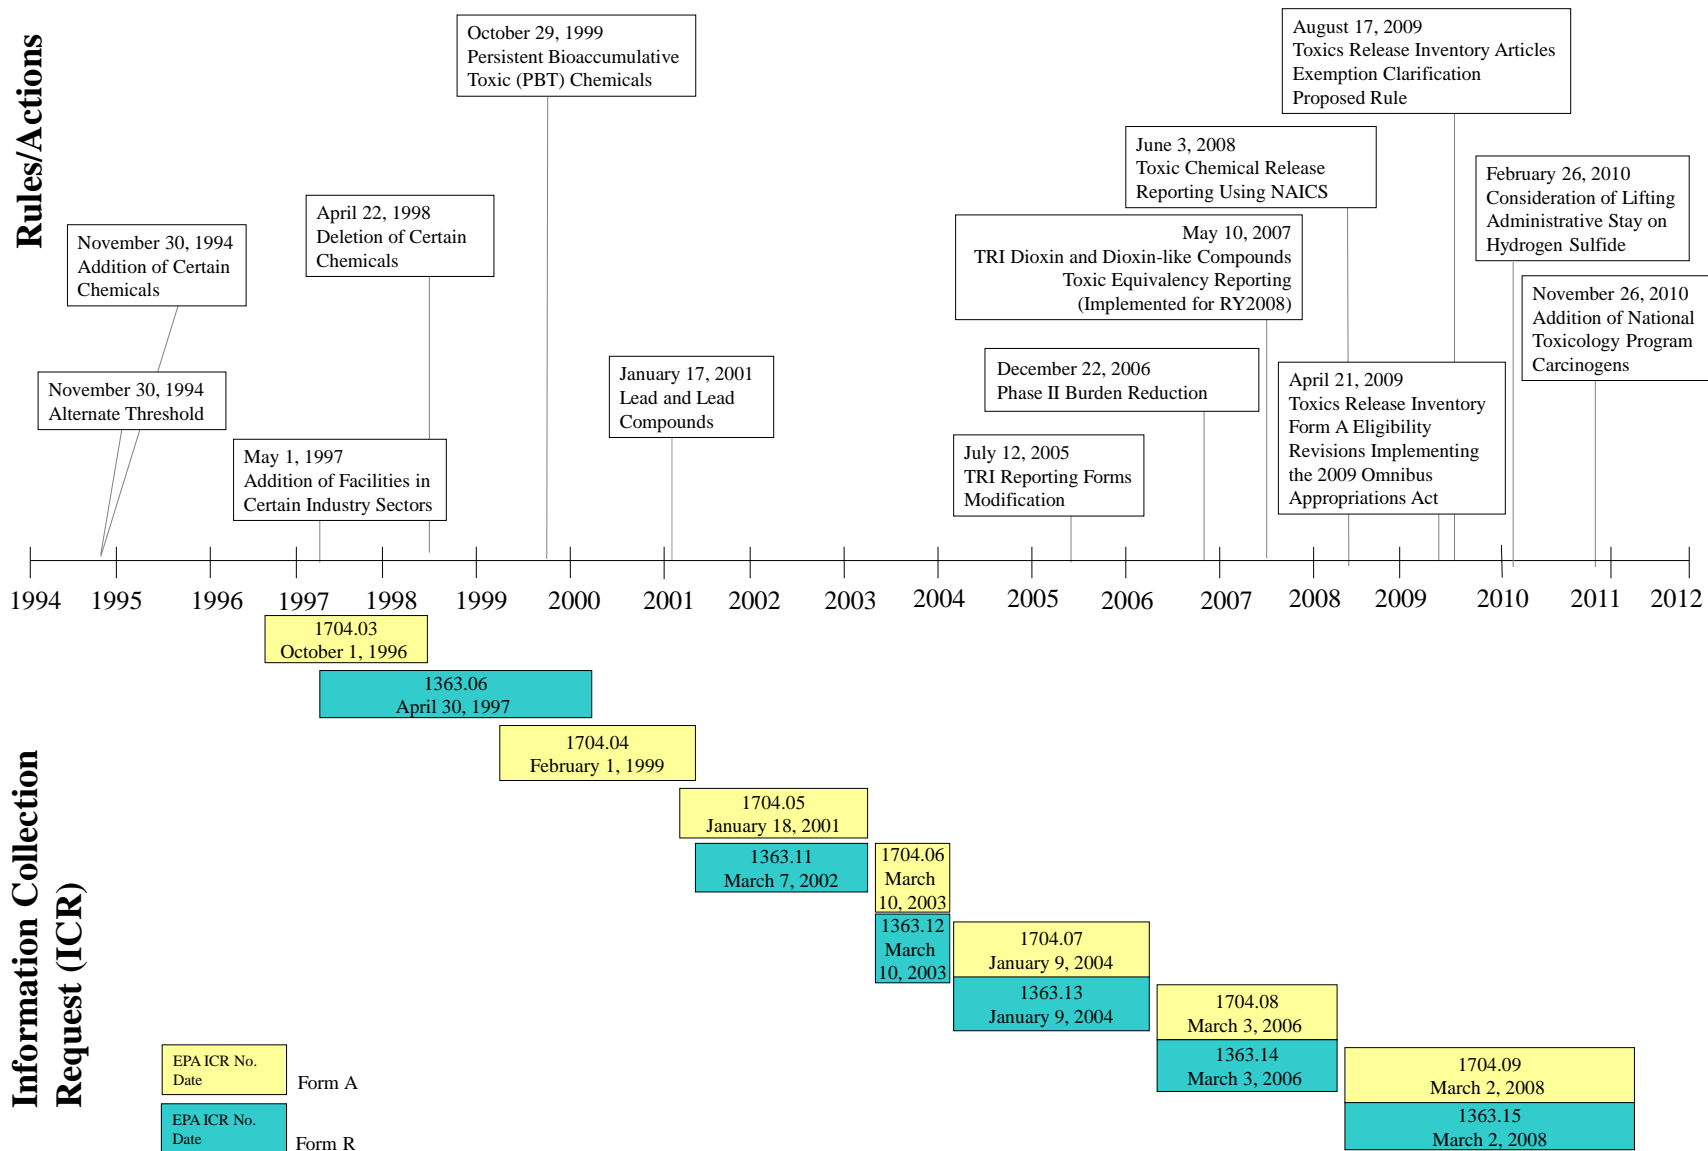 Rules/Actions
October 29, 1999
Persistent Bioaccumulative
Toxic (PBT) Chemicals
August 17, 2009
Toxics Release Inventory Articles
Exemption Clarification
Proposed Rule
June 3, 2008
Toxic Chemical Release
Reporting Using NAICS
February 26, 2010
Consideration of Lifting
Administrative Stay on
Hydrogen Sulfide
April 22, 1998
Deletion of Certain
Chemicals
November 30, 1994
Addition of Certain
Chemicals
May 10, 2007
TRI Dioxin and Dioxin-like Compounds
Toxic Equivalency Reporting
(Implemented for RY2008)
November 26, 2010
Addition of National
Toxicology Program
Carcinogens
November 30, 1994
Alternate Threshold
January 17, 2001
Lead and Lead
Compounds
December 22, 2006
Phase II Burden Reduction
April 21, 2009
Toxics Release Inventory
Form A Eligibility
Revisions Implementing
the 2009 Omnibus
Appropriations Act
May 1, 1997
Addition of Facilities in
Certain Industry Sectors
July 12, 2005
TRI Reporting Forms
Modification
1994 1995 1996 1997 1998 1999 2000 2001 2002 2003 2004 2005 2006 2007 2008 2009 2010 2011 2012
Information Collection
Request (ICR)
1704.03
October 1, 1996
1363.06
April 30, 1997
1704.04
February 1, 1999
1704.05
January 18, 2001
1363.11
March 7, 2002
1704.06
March
10, 2003
1363.12
March
10, 2003
1704.07
January 9, 2004
1363.13
January 9, 2004
1704.08
March 3, 2006
1363.14
March 3, 2006
1704.09
March 2, 2008
1363.15
March 2, 2008
EPA ICR No.
Date
Form A
EPA ICR No.
Date
Form R